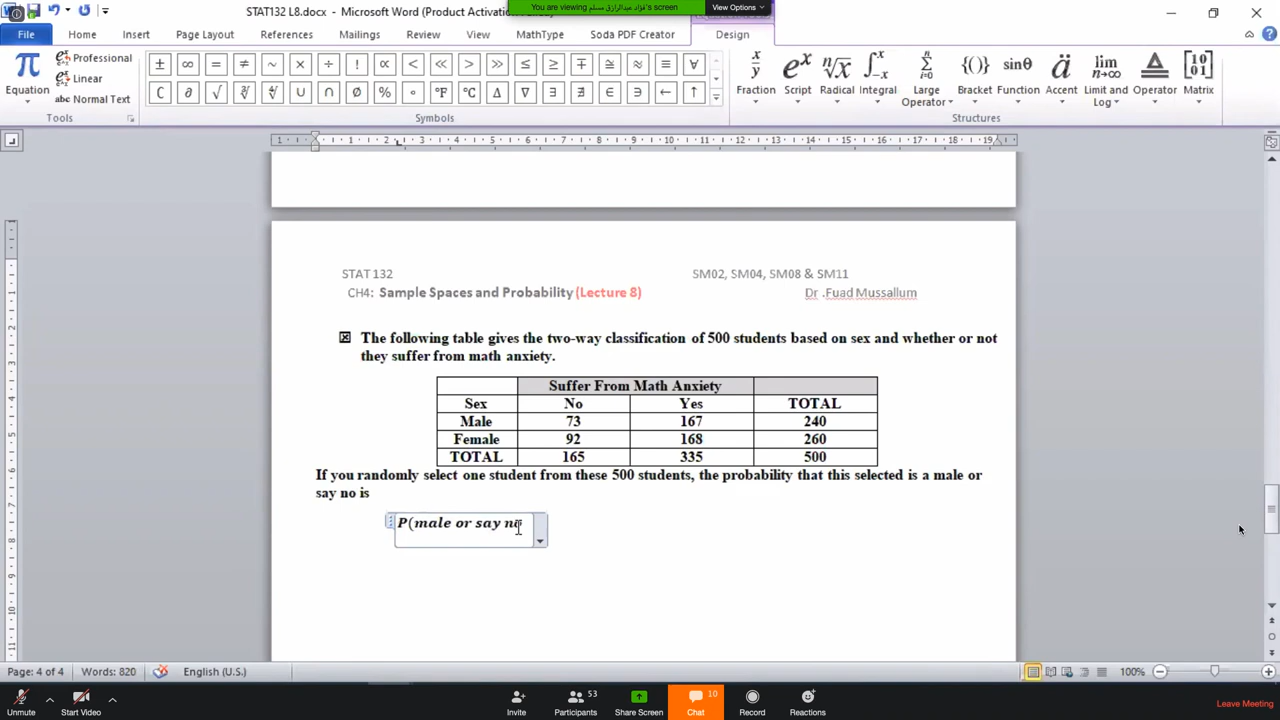 STAT132 L8.docx - Microsoft Word (Product Activation Failed)
You are viewing فؤاد عبدالرازق مسلم's screen
View Options
File Home Insert Page Layout References Mailings Review View MathType Soda PDF Creator Design
π Equation
Professional
Linear
abc Normal Text
Tools
± ∞ = ≠ ~ × ÷ ! ∝ < ≪ > ≫ ≤ ≥ ∓ ≅ ≈ ≡ ∀
∁ ∂ √ ∛ ∜ ∪ ∩ ∅ % ° °F °C ∆ ∇ ∃ ∄ ∈ ∋ ← ↑
Symbols
Fraction Script Radical Integral Large Operator Bracket Function Accent Limit and Log Operator Matrix
Structures
STAT 132 SM02, SM04, SM08 & SM11
CH4: Sample Spaces and Probability (Lecture 8) Dr .Fuad Mussallum
The following table gives the two-way classification of 500 students based on sex and whether or not
they suffer from math anxiety.
Suffer From Math Anxiety
Sex No Yes TOTAL
Male 73 167 240
Female 92 168 260
TOTAL 165 335 500
If you randomly select one student from these 500 students, the probability that this selected is a male or
say no is
P(male or say no
Page: 4 of 4 Words: 820 English (U.S.) 100%
Unmute Start Video Invite Participants 53 Share Screen Chat 10 Record Reactions Leave Meeting